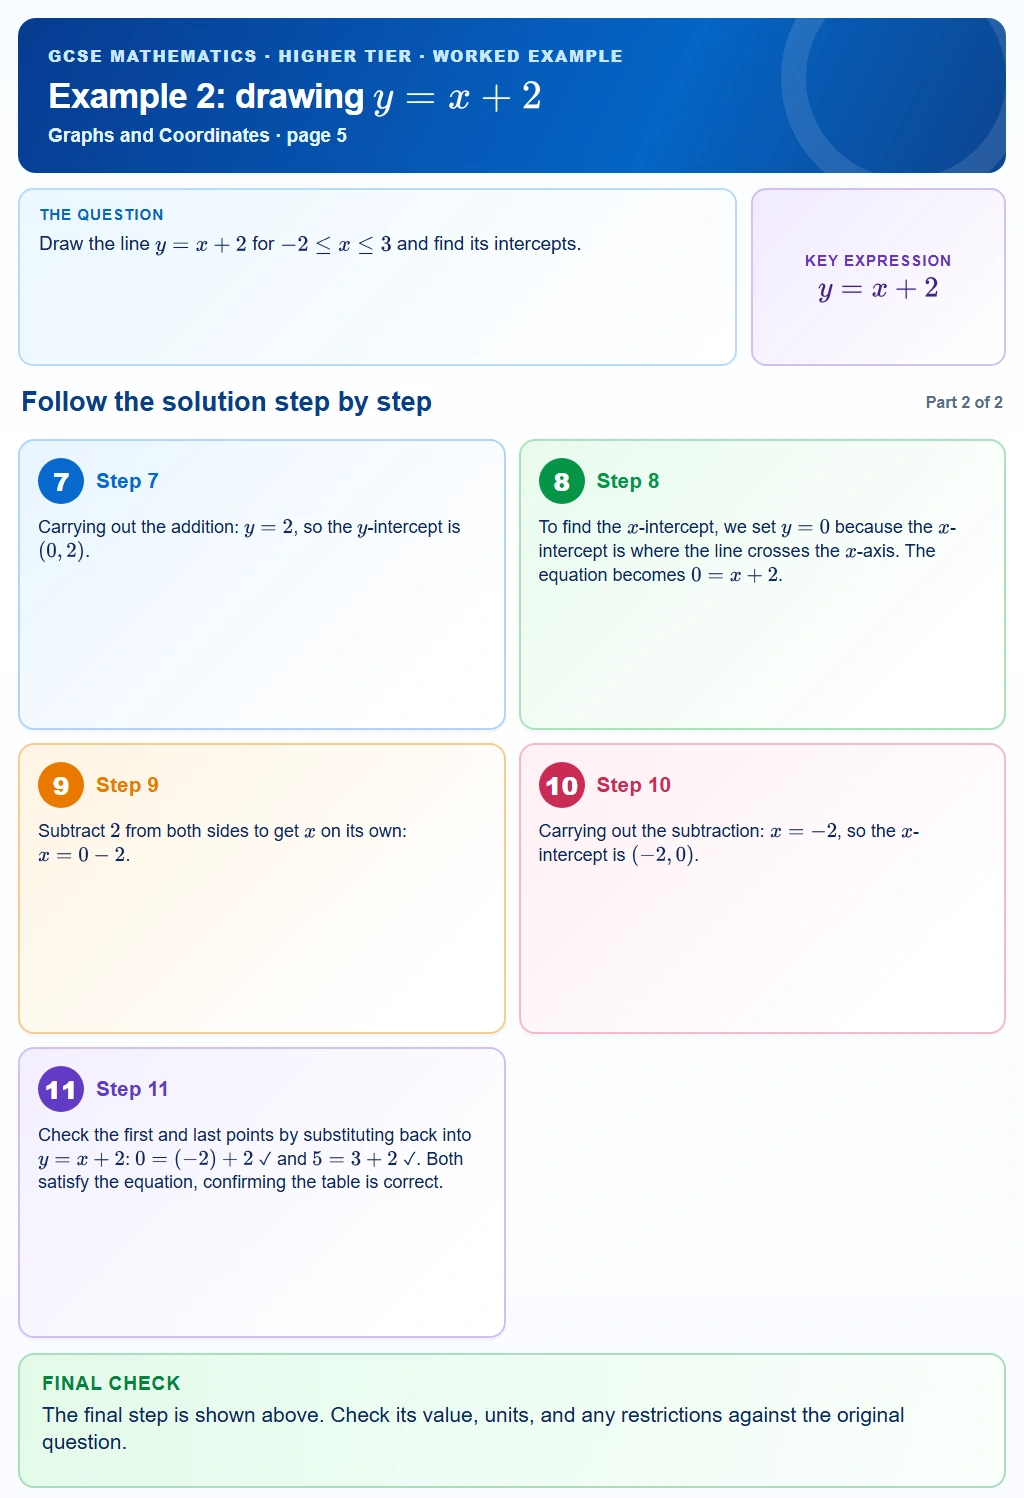 GCSE MATHEMATICS · HIGHER TIER · WORKED EXAMPLE
Example 2: drawing y = x + 2
Graphs and Coordinates · page 5
THE QUESTION
Draw the line y = x + 2 for −2 ≤ x ≤ 3 and find its intercepts.
KEY EXPRESSION
y = x + 2
Follow the solution step by step
Part 2 of 2
7 Step 7
Carrying out the addition: y = 2, so the y-intercept is
(0, 2).
8 Step 8
To find the x-intercept, we set y = 0 because the x-
intercept is where the line crosses the x-axis. The
equation becomes 0 = x + 2.
9 Step 9
Subtract 2 from both sides to get x on its own:
x = 0 − 2.
10 Step 10
Carrying out the subtraction: x = −2, so the x-
intercept is (−2, 0).
11 Step 11
Check the first and last points by substituting back into
y = x + 2: 0 = (−2) + 2 ✓ and 5 = 3 + 2 ✓. Both
satisfy the equation, confirming the table is correct.
FINAL CHECK
The final step is shown above. Check its value, units, and any restrictions against the original
question.